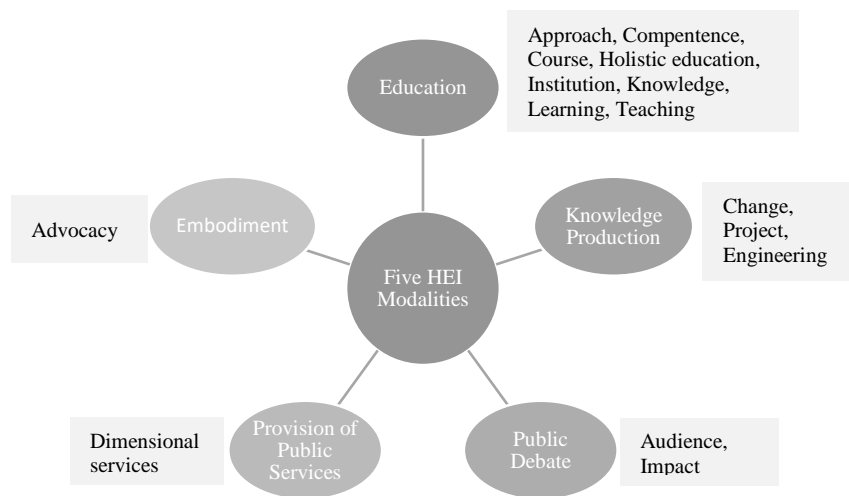 Education
Approach, Compentence,
Course, Holistic education,
Institution, Knowledge,
Learning, Teaching
Advocacy
Embodiment
Knowledge
Production
Change,
Project,
Engineering
Five HEI
Modalities
Dimensional
services
Provision of
Public
Services
Public
Debate
Audience,
Impact